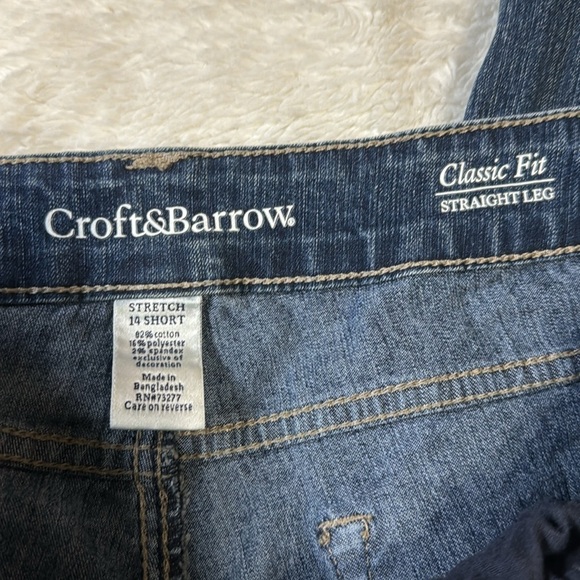 Croft&Barrow®
Classic Fit
STRAIGHT LEG
STRETCH
14 SHORT
82% cotton
16% polyester
2% spandex
exclusive of
decoration
Made in
Bangladesh
RN#73277
Care on reverse